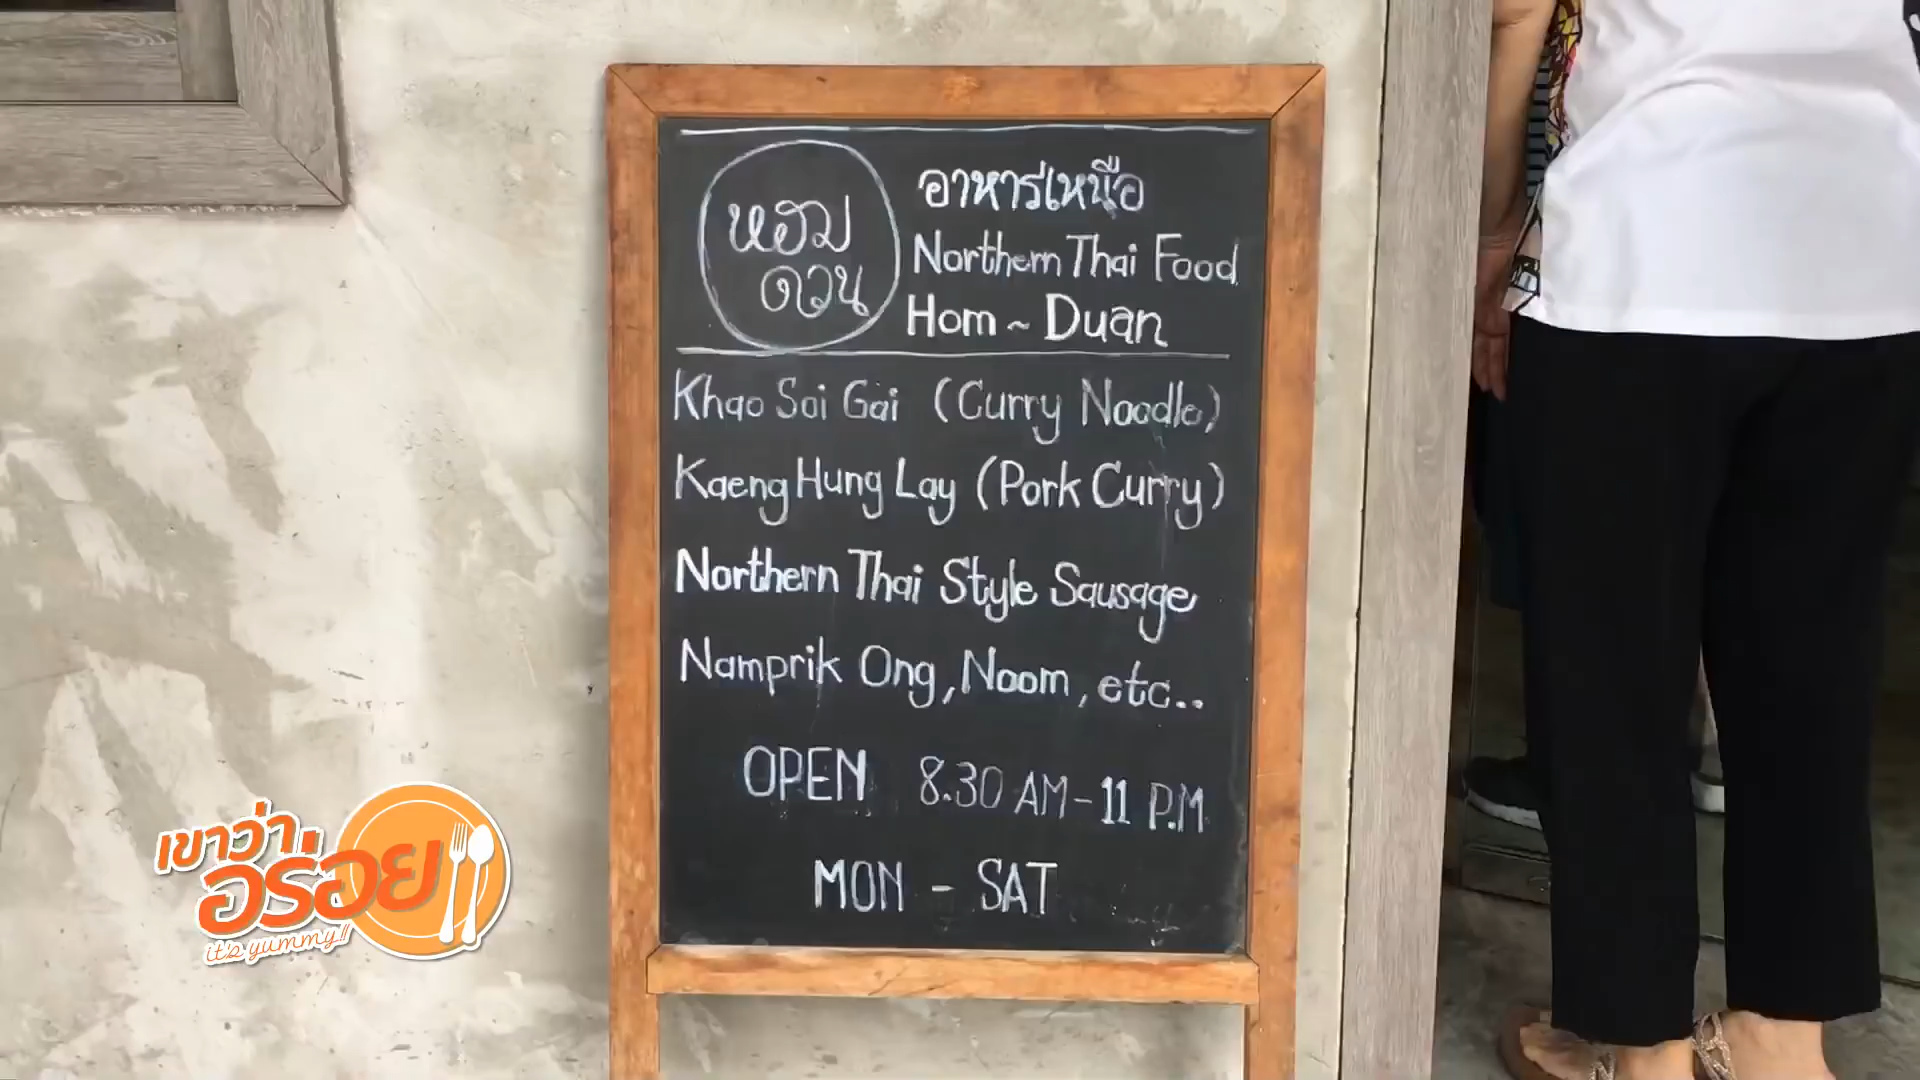 หอม
ดวน
อาหารเหนือ
Northern Thai Food
Hom ~ Duan
Khao Soi Gai (Curry Noodle)
Kaeng Hung Lay (Pork Curry)
Northern Thai Style Sausage
Namprik Ong, Noom, etc..
OPEN 8.30 AM - 11 P.M
MON - SAT
เขาว่า
อร่อย
it's yummy!!